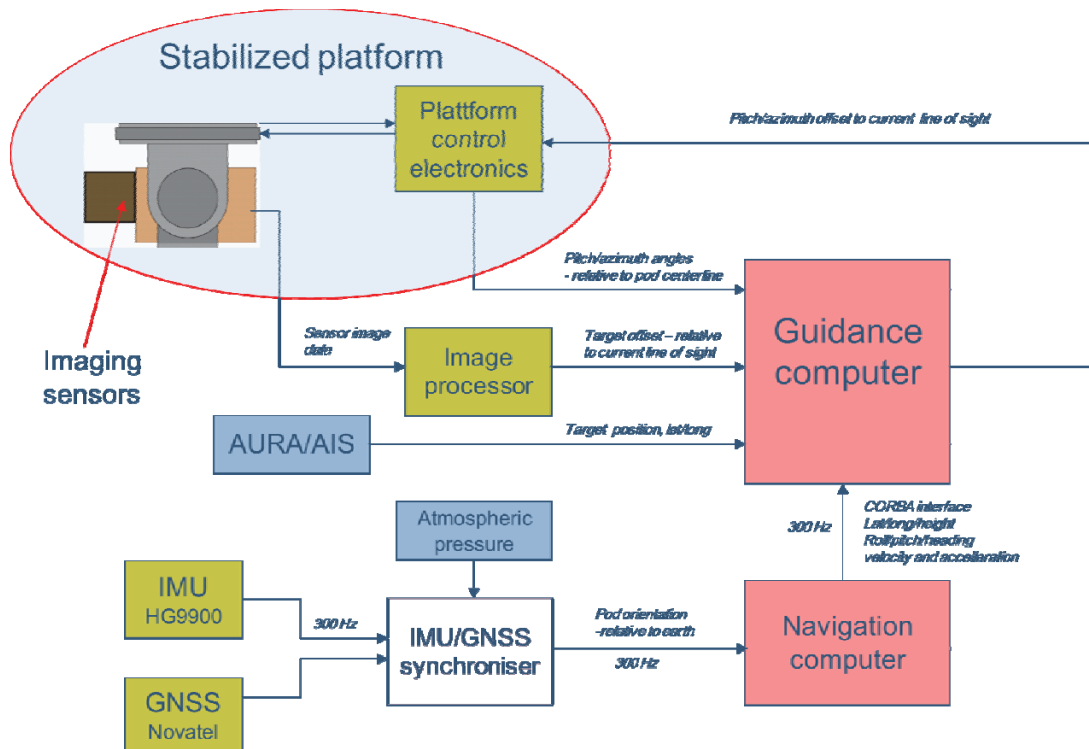 Stabilized platform
Plattform
control
electronics
Pitch/azimuth offset to current line of sight
Pitch/azimuth angles
- relative to pod centerline
Imaging
sensors
Sensor image
date
Image
processor
Target offset – relative
to current line of sight
Guidance
computer
AURA/AIS
Target position, lat/long
Atmospheric
pressure
300 Hz
CORBA interface
Lat/long/height
Roll/pitch/heading
velocity and accelleration
IMU
HG9900
300 Hz
IMU/GNSS
synchroniser
Pod orientation
-relative to earth
300 Hz
Navigation
computer
GNSS
Novatel